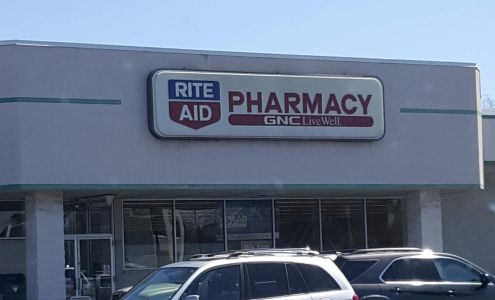 RITE
AID
PHARMACY
GNC LiveWell.